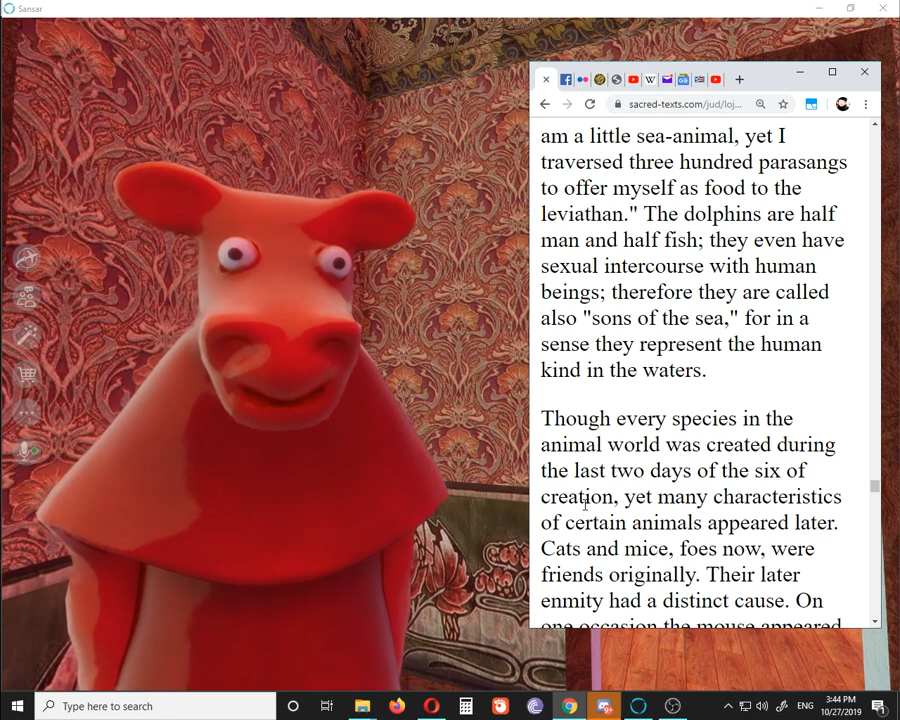 Sansar
sacred-texts.com/jud/loj...
am a little sea-animal, yet I
traversed three hundred parasangs
to offer myself as food to the
leviathan." The dolphins are half
man and half fish; they even have
sexual intercourse with human
beings; therefore they are called
also "sons of the sea," for in a
sense they represent the human
kind in the waters.
Though every species in the
animal world was created during
the last two days of the six of
creation, yet many characteristics
of certain animals appeared later.
Cats and mice, foes now, were
friends originally. Their later
enmity had a distinct cause. On
one occasion the mouse appeared
Type here to search
ENG
3:44 PM
10/27/2019